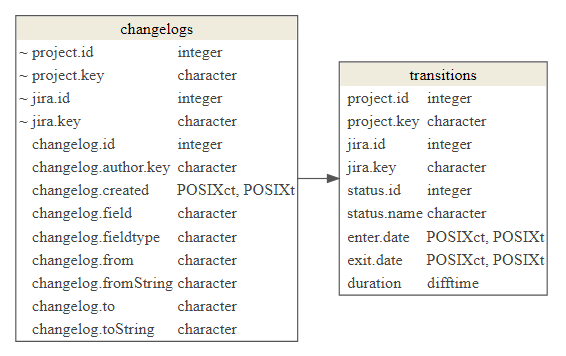 changelogs
~ project.id integer
~ project.key character
~ jira.id integer
~ jira.key character
changelog.id integer
changelog.author.key character
changelog.created POSIXct, POSIXt
changelog.field character
changelog.fieldtype character
changelog.from character
changelog.fromString character
changelog.to character
changelog.toString character
transitions
project.id integer
project.key character
jira.id integer
jira.key character
status.id integer
status.name character
enter.date POSIXct, POSIXt
exit.date POSIXct, POSIXt
duration difftime